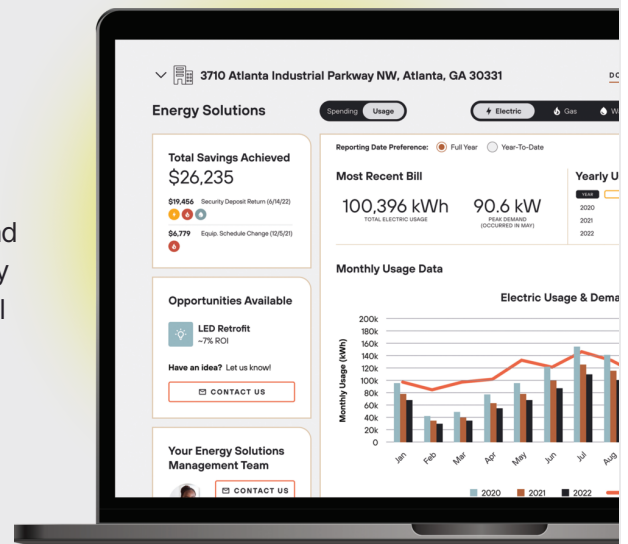 3710 Atlanta Industrial Parkway NW, Atlanta, GA 30331
Energy Solutions
Spending Usage
Electric Gas
Total Savings Achieved
$26,235
$19,456 Security Deposit Return (6/14/22)
$6,779 Equip. Schedule Change (12/5/21)
Opportunities Available
LED Retrofit
~7% ROI
Have an idea? Let us know!
CONTACT US
Your Energy Solutions
Management Team
CONTACT US
Reporting Date Preference: Full Year Year-To-Date
Most Recent Bill
100,396 kWh
TOTAL ELECTRIC USAGE
90.6 kW
PEAK DEMAND
(OCCURRED IN MAY)
Yearly U
YEAR
2020
2021
2022
Monthly Usage Data
Electric Usage & Dema
Monthly Usage (kWh)
200k
180k
160k
140k
120k
100k
80k
60k
40k
20k
0
Jan Feb Mar Apr May Jun Jul Aug
2020 2021 2022